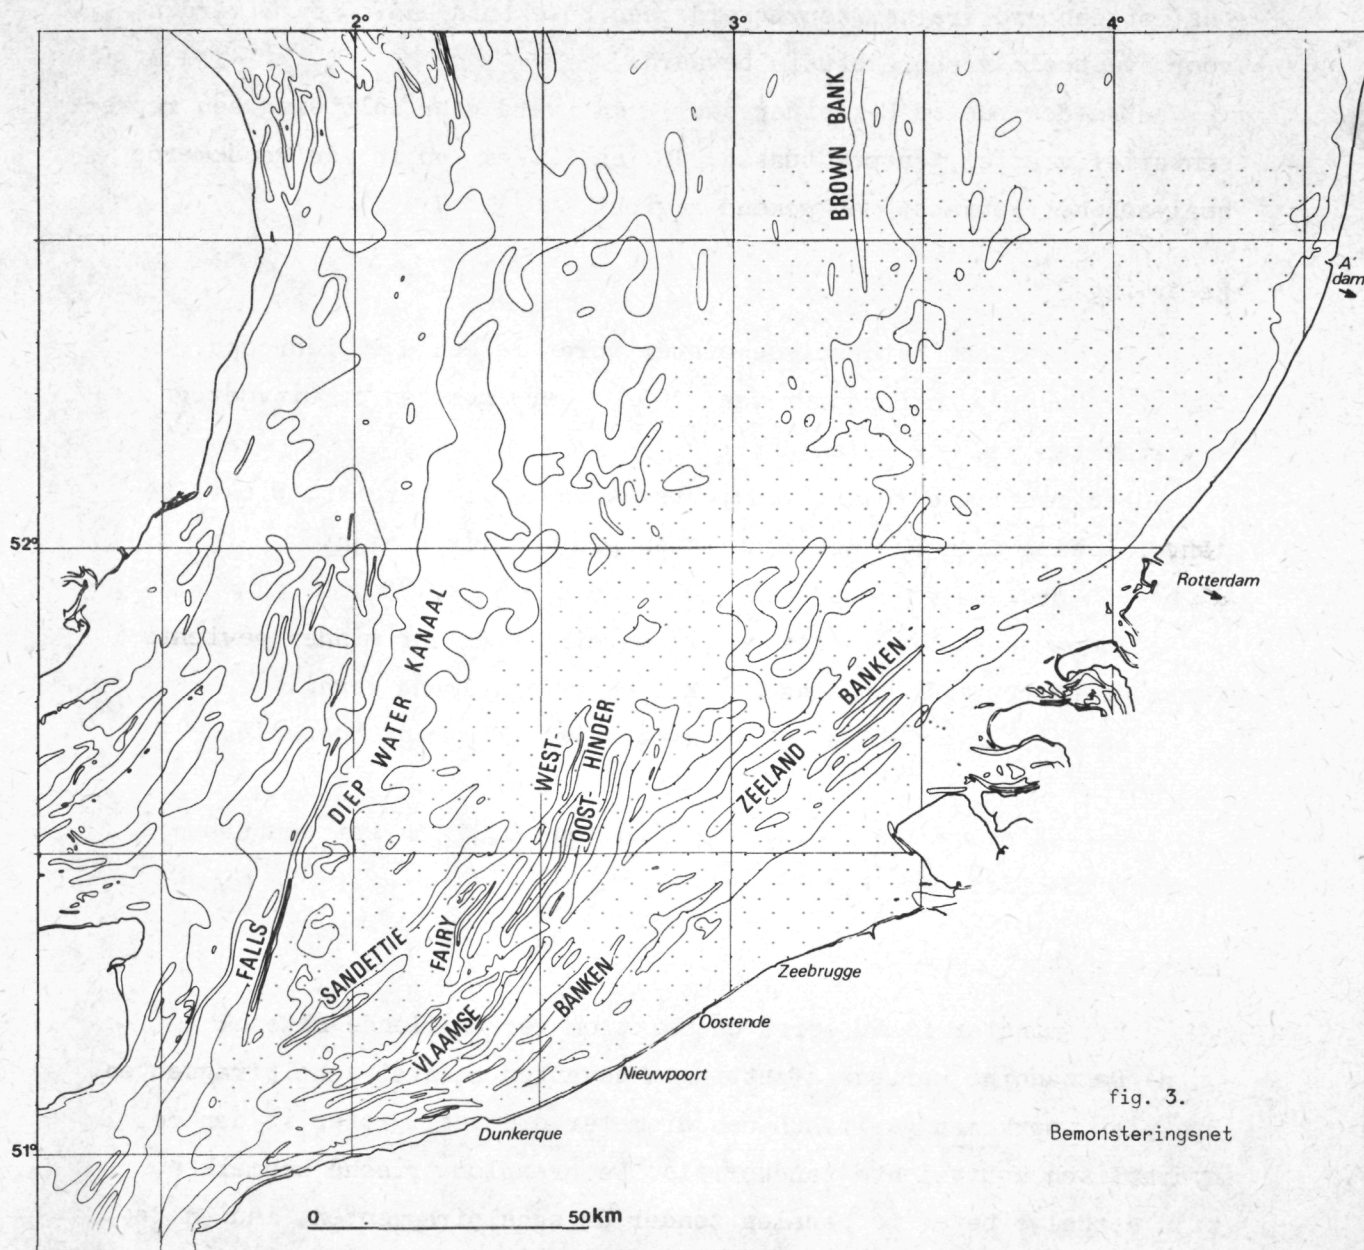 2°
3°
4°
BROWN BANK
A'
dam
52°
Rotterdam
DIEP WATER KANAAL
BANKEN
ZEELAND
WEST-
HINDER
OOST-
FALLS
SANDETTIE
FAIRY
VLAAMSE
BANKEN
Zeebrugge
Oostende
Nieuwpoort
Dunkerque
51°
fig. 3.
Bemonsteringsnet
0 50km